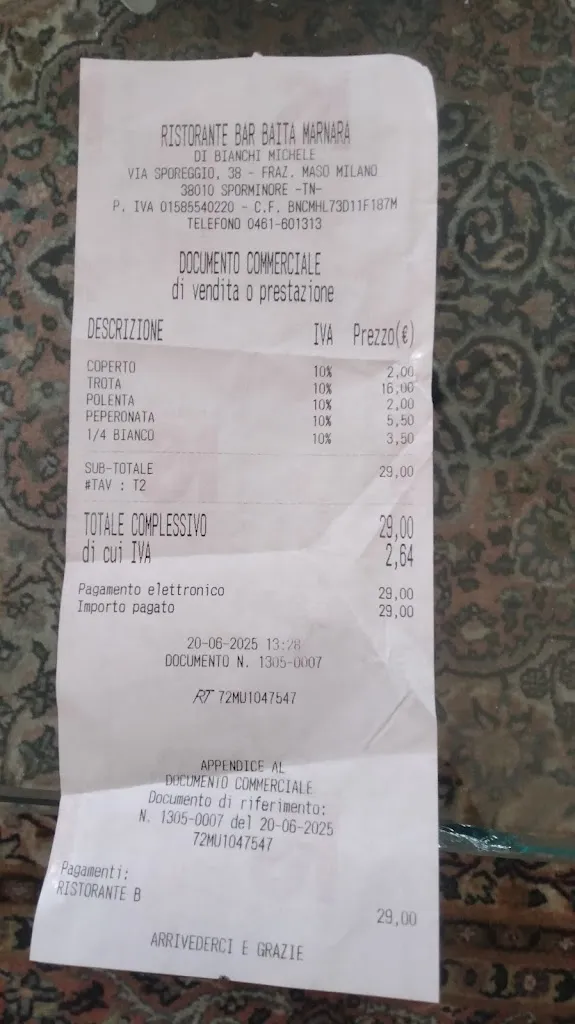 RISTORANTE BAR BAITA MARNARA
DI BIANCHI MICHELE
VIA SPOREGGIO, 38 - FRAZ. MASO MILANO
38010 SPORMINORE -TN-
P. IVA 01585540220 - C.F. BNCMHL73D11F187M
TELEFONO 0461-601313
DOCUMENTO COMMERCIALE
di vendita o prestazione
DESCRIZIONE IVA Prezzo(€)
COPERTO 10% 2,00
TROTA 10% 16,00
POLENTA 10% 2,00
PEPERONATA 10% 5,50
1/4 BIANCO 10% 3,50
SUB-TOTALE 29,00
#TAV : T2
TOTALE COMPLESSIVO 29,00
di cui IVA 2,64
Pagamento elettronico 29,00
Importo pagato 29,00
20-06-2025 13:28
DOCUMENTO N. 1305-0007
RT 72MU1047547
APPENDICE AL
DOCUMENTO COMMERCIALE
Documento di riferimento:
N. 1305-0007 del 20-06-2025
72MU1047547
Pagamenti:
RISTORANTE B
29,00
ARRIVEDERCI E GRAZIE